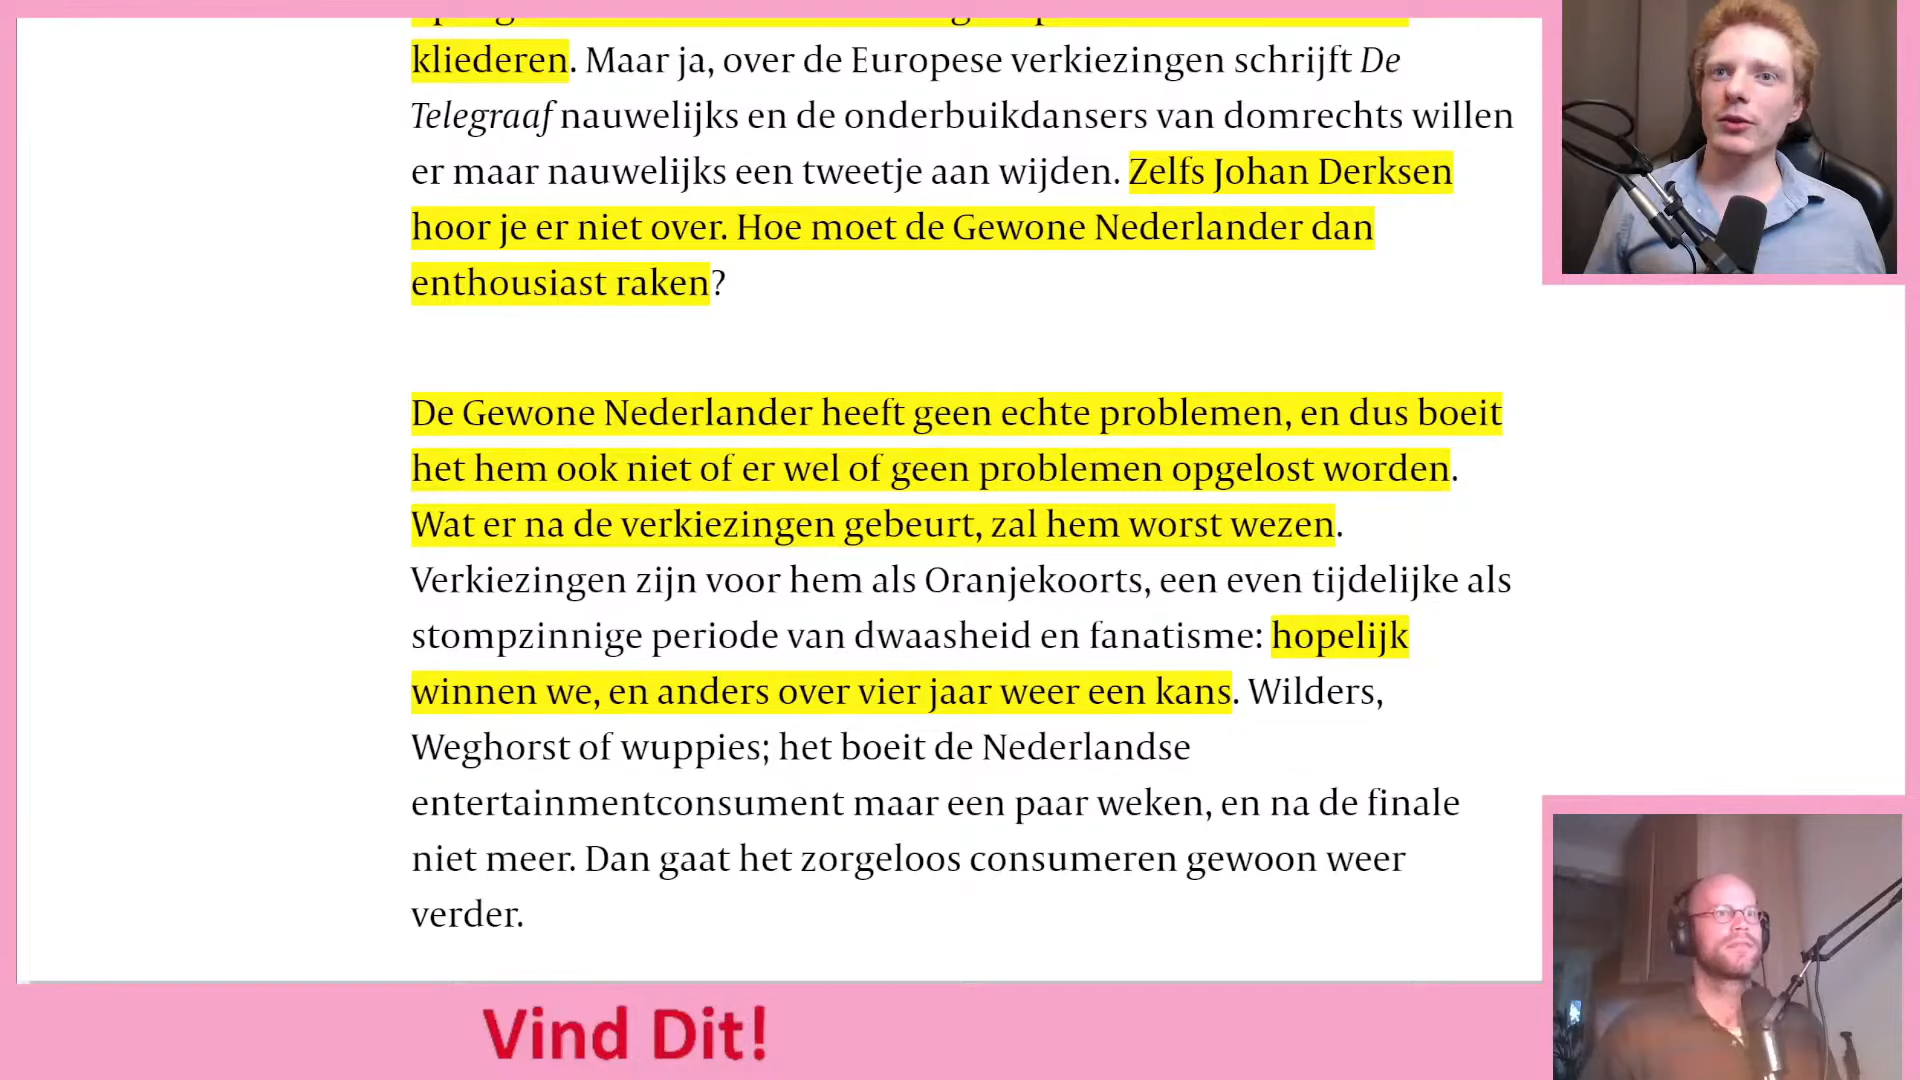 kliederen. Maar ja, over de Europese verkiezingen schrijft De
Telegraaf nauwelijks en de onderbuikdansers van domrechts willen
er maar nauwelijks een tweetje aan wijden. Zelfs Johan Derksen
hoor je er niet over. Hoe moet de Gewone Nederlander dan
enthousiast raken?
De Gewone Nederlander heeft geen echte problemen, en dus boeit
het hem ook niet of er wel of geen problemen opgelost worden.
Wat er na de verkiezingen gebeurt, zal hem worst wezen.
Verkiezingen zijn voor hem als Oranjekoorts, een even tijdelijke als
stompzinnige periode van dwaasheid en fanatisme: hopelijk
winnen we, en anders over vier jaar weer een kans. Wilders,
Weghorst of wuppies; het boeit de Nederlandse
entertainmentconsument maar een paar weken, en na de finale
niet meer. Dan gaat het zorgeloos consumeren gewoon weer
verder.
Vind Dit!